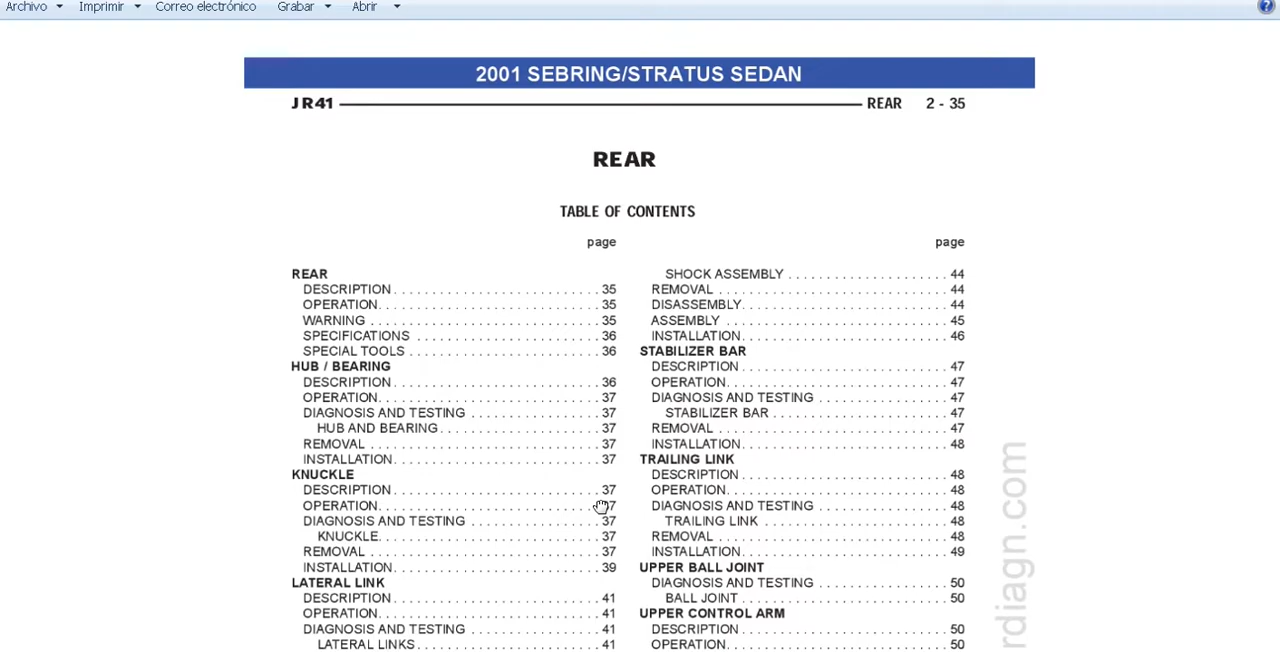 Archivo Imprimir Correo electrónico Grabar Abrir
2001 SEBRING/STRATUS SEDAN
JR41 REAR 2 - 35
REAR
TABLE OF CONTENTS
page
REAR
DESCRIPTION . . . . . . . . . . . . . . . . . . . . . . . . . . . 35
OPERATION. . . . . . . . . . . . . . . . . . . . . . . . . . . . 35
WARNING . . . . . . . . . . . . . . . . . . . . . . . . . . . . . 35
SPECIFICATIONS . . . . . . . . . . . . . . . . . . . . . . . . 36
SPECIAL TOOLS . . . . . . . . . . . . . . . . . . . . . . . . 36
HUB / BEARING
DESCRIPTION . . . . . . . . . . . . . . . . . . . . . . . . . . . 36
OPERATION. . . . . . . . . . . . . . . . . . . . . . . . . . . . 37
DIAGNOSIS AND TESTING . . . . . . . . . . . . . . . . . 37
HUB AND BEARING . . . . . . . . . . . . . . . . . . . . . 37
REMOVAL . . . . . . . . . . . . . . . . . . . . . . . . . . . . . 37
INSTALLATION . . . . . . . . . . . . . . . . . . . . . . . . . . 37
KNUCKLE
DESCRIPTION . . . . . . . . . . . . . . . . . . . . . . . . . . . 37
OPERATION. . . . . . . . . . . . . . . . . . . . . . . . . . . . 37
DIAGNOSIS AND TESTING . . . . . . . . . . . . . . . . . 37
KNUCKLE. . . . . . . . . . . . . . . . . . . . . . . . . . . . . 37
REMOVAL . . . . . . . . . . . . . . . . . . . . . . . . . . . . . 37
INSTALLATION . . . . . . . . . . . . . . . . . . . . . . . . . . 39
LATERAL LINK
DESCRIPTION . . . . . . . . . . . . . . . . . . . . . . . . . . . 41
OPERATION. . . . . . . . . . . . . . . . . . . . . . . . . . . . 41
DIAGNOSIS AND TESTING . . . . . . . . . . . . . . . . . 41
LATERAL LINKS . . . . . . . . . . . . . . . . . . . . . . . . 41
page
SHOCK ASSEMBLY . . . . . . . . . . . . . . . . . . . . . 44
REMOVAL . . . . . . . . . . . . . . . . . . . . . . . . . . . . . 44
DISASSEMBLY. . . . . . . . . . . . . . . . . . . . . . . . . . . 44
ASSEMBLY . . . . . . . . . . . . . . . . . . . . . . . . . . . . 45
INSTALLATION . . . . . . . . . . . . . . . . . . . . . . . . . . 46
STABILIZER BAR
DESCRIPTION . . . . . . . . . . . . . . . . . . . . . . . . . . . 47
OPERATION. . . . . . . . . . . . . . . . . . . . . . . . . . . . 47
DIAGNOSIS AND TESTING . . . . . . . . . . . . . . . . . 47
STABILIZER BAR . . . . . . . . . . . . . . . . . . . . . . . 47
REMOVAL . . . . . . . . . . . . . . . . . . . . . . . . . . . . . 47
INSTALLATION . . . . . . . . . . . . . . . . . . . . . . . . . . 48
TRAILING LINK
DESCRIPTION . . . . . . . . . . . . . . . . . . . . . . . . . . . 48
OPERATION. . . . . . . . . . . . . . . . . . . . . . . . . . . . 48
DIAGNOSIS AND TESTING . . . . . . . . . . . . . . . . . 48
TRAILING LINK . . . . . . . . . . . . . . . . . . . . . . . . 48
REMOVAL . . . . . . . . . . . . . . . . . . . . . . . . . . . . . 48
INSTALLATION . . . . . . . . . . . . . . . . . . . . . . . . . . 49
UPPER BALL JOINT
DIAGNOSIS AND TESTING . . . . . . . . . . . . . . . . . 50
BALL JOINT . . . . . . . . . . . . . . . . . . . . . . . . . . . 50
UPPER CONTROL ARM
DESCRIPTION . . . . . . . . . . . . . . . . . . . . . . . . . . . 50
OPERATION. . . . . . . . . . . . . . . . . . . . . . . . . . . . 50
rdiagn.com